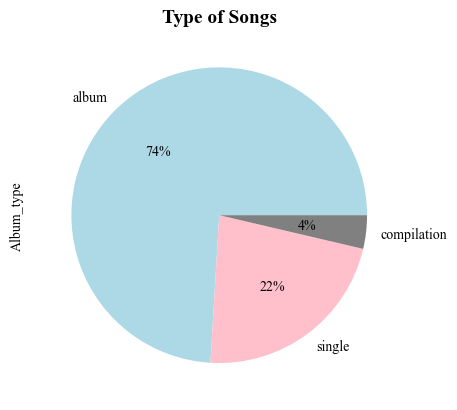 Type of Songs
album
74%
Album_type
4%
compilation
22%
single